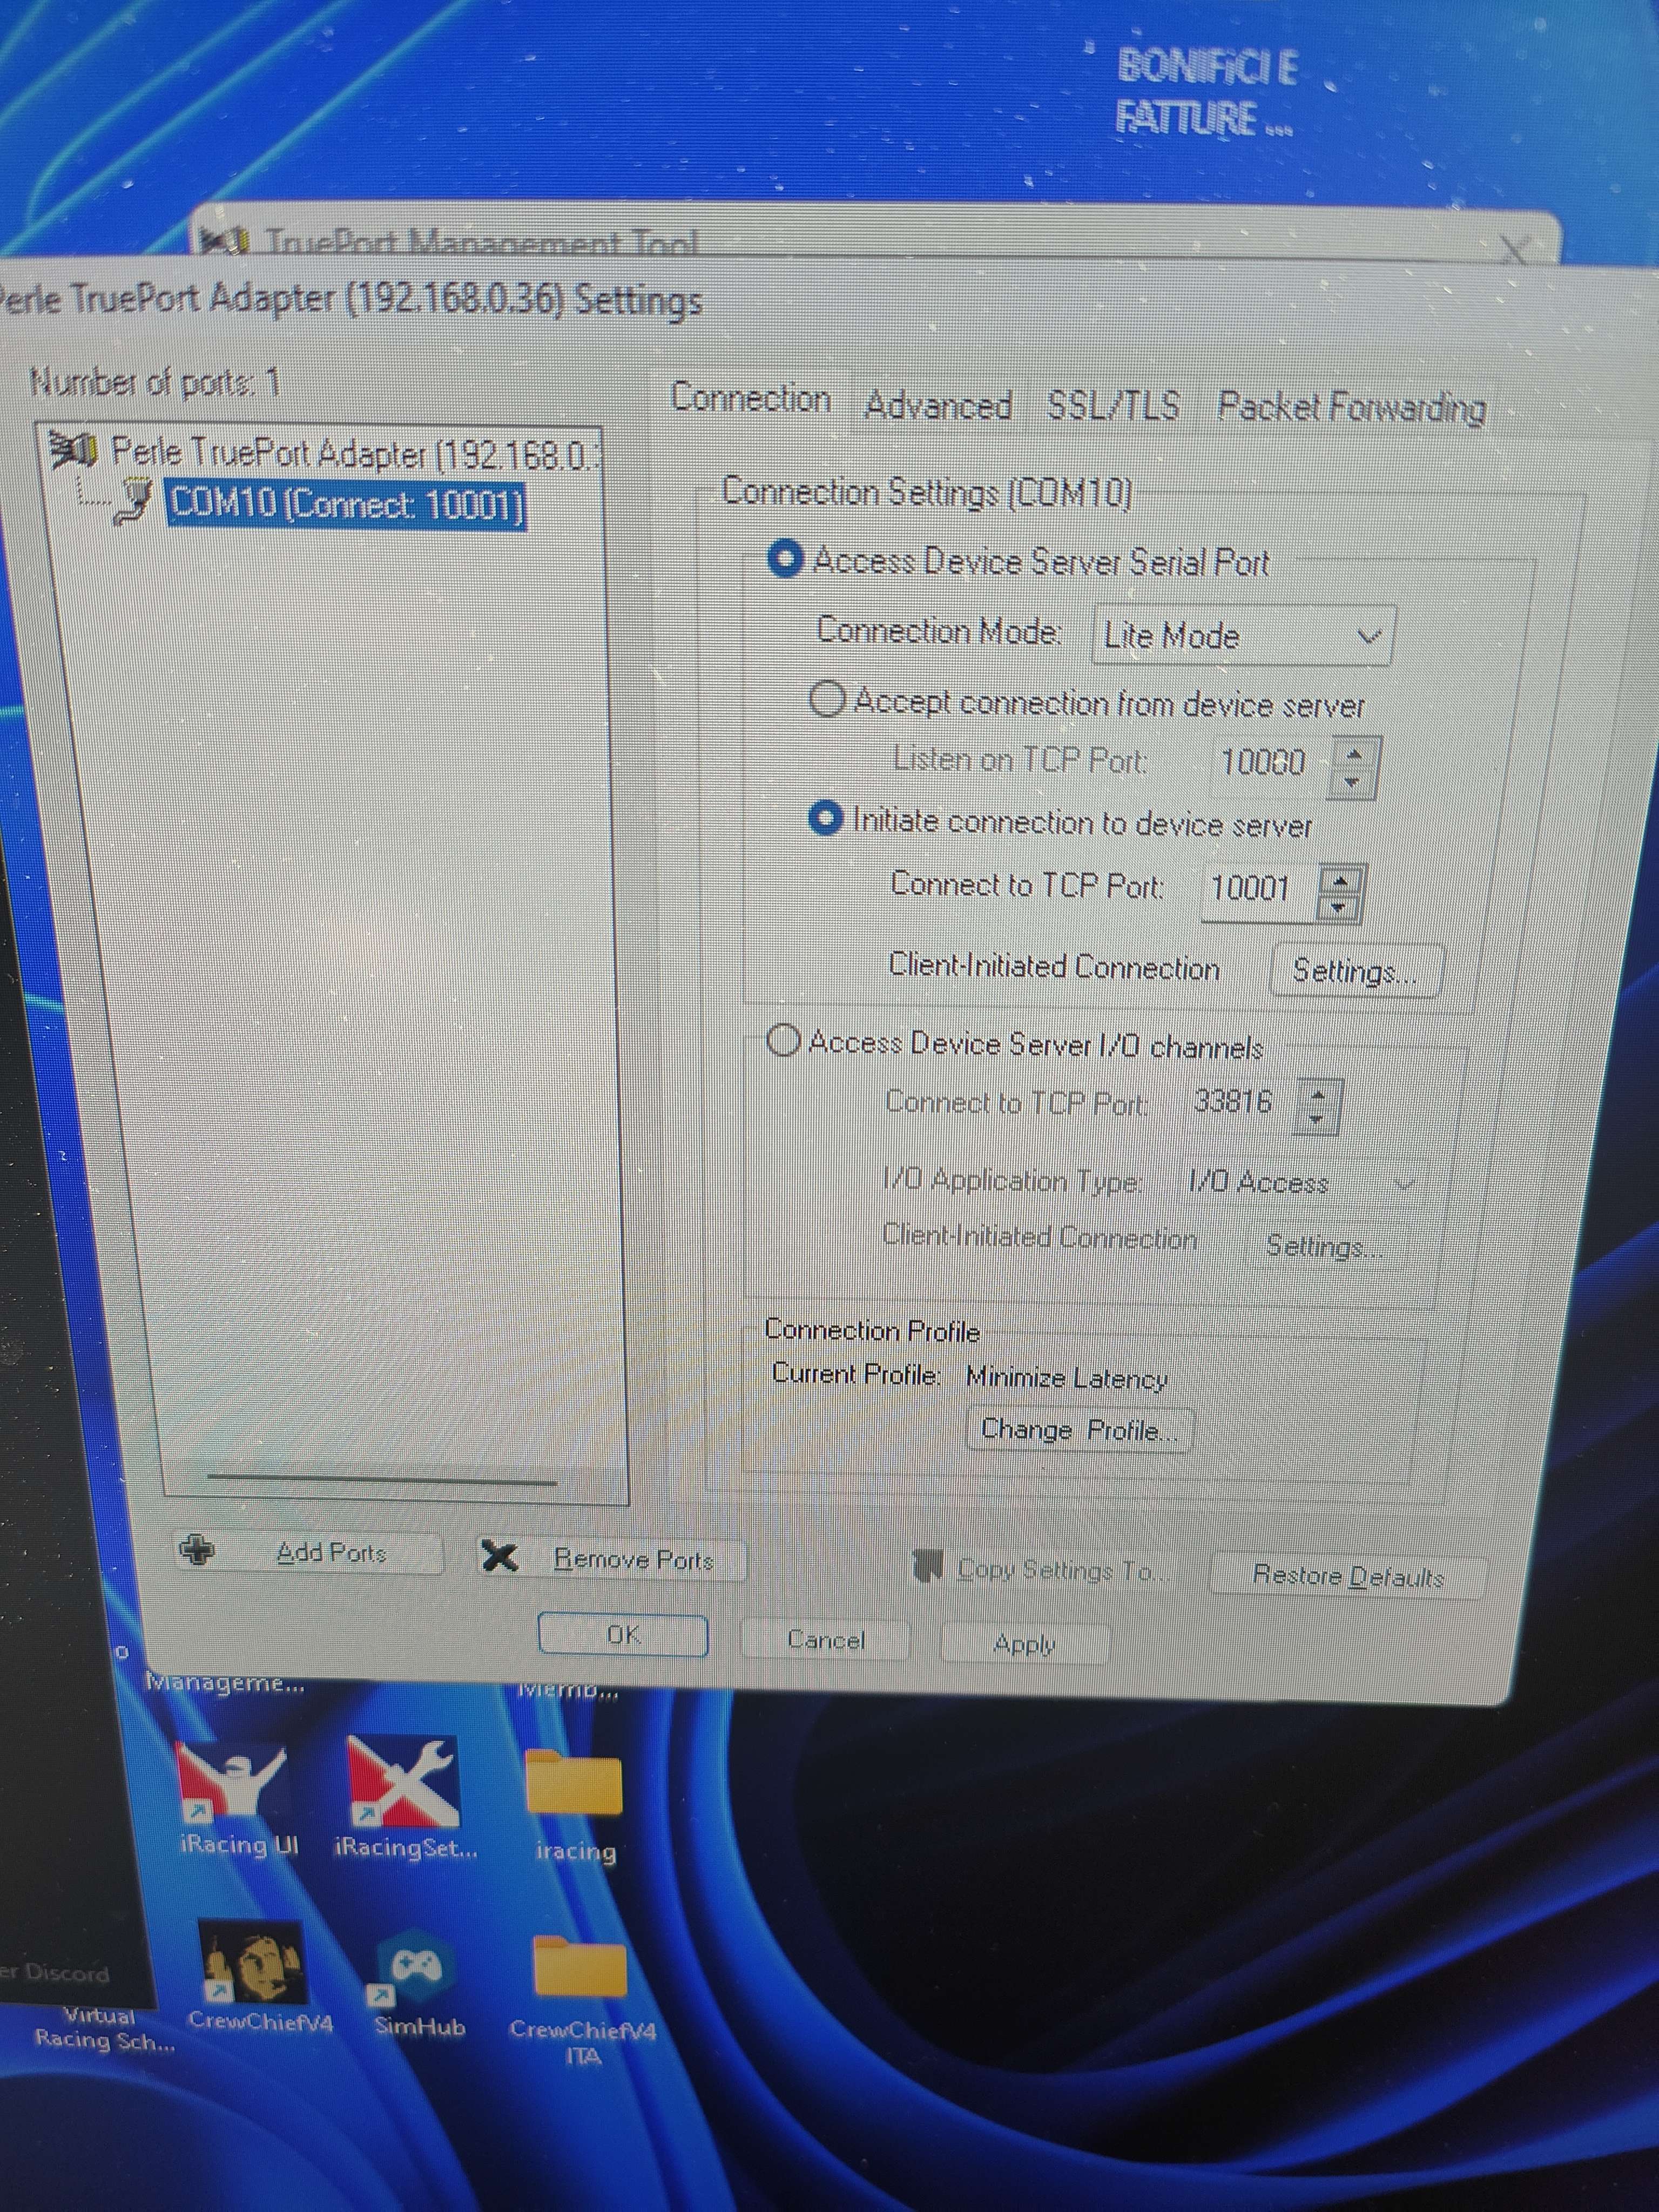 BONIFICI E
FATTURE ...
TruePort Management Tool
Perle TruePort Adapter (192.168.0.36) Settings
Number of ports: 1
Perle TruePort Adapter (192.168.0.
COM10 (Connect: 10001)
Connection Advanced SSL/TLS Packet Forwarding
Connection Settings (COM10)
Access Device Server Serial Port
Connection Mode: Lite Mode
Accept connection from device server
Listen on TCP Port: 10000
Initiate connection to device server
Connect to TCP Port: 10001
Client-Initiated Connection Settings...
Access Device Server I/O channels
Connect to TCP Port: 33816
I/O Application Type: I/O Access
Client-Initiated Connection Settings...
Connection Profile
Current Profile: Minimize Latency
Change Profile...
Add Ports Remove Ports Copy Settings To... Restore Defaults
OK Cancel Apply
o
Manageme... Memb...
iRacing UI iRacingSet... iracing
er Discord
Virtual
Racing Sch...
CrewChiefV4 SimHub CrewChiefV4
ITA